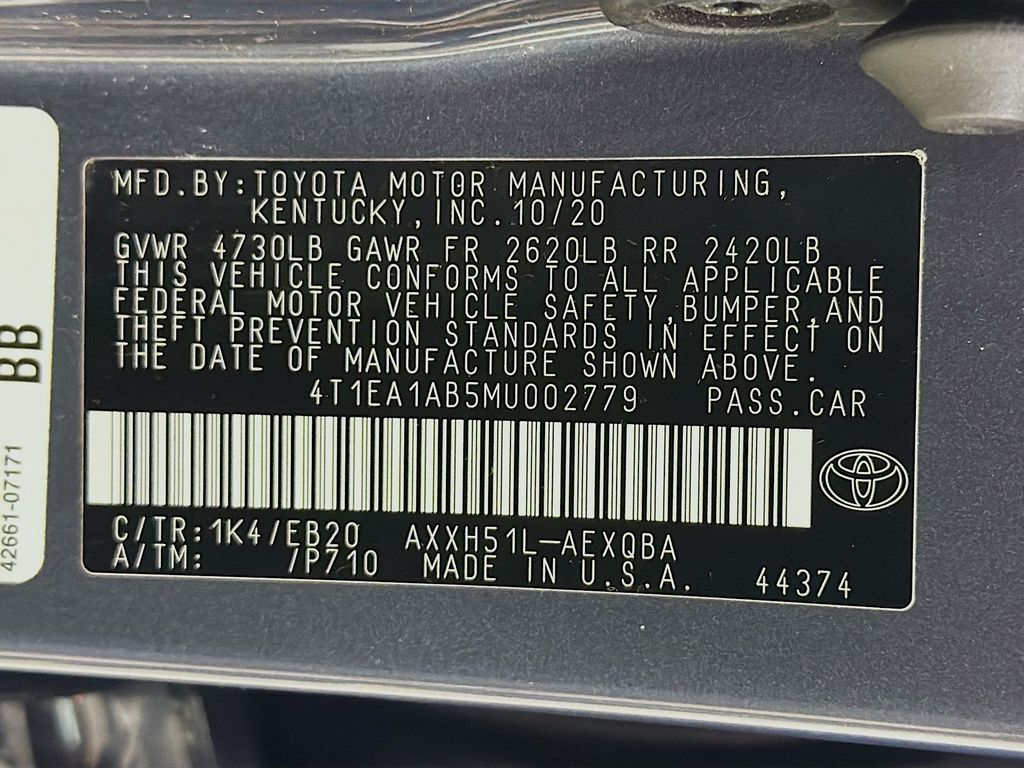 MFD.BY:TOYOTA MOTOR MANUFACTURING,
KENTUCKY,INC.10/20
GVWR 4730LB GAWR FR 2620LB RR 2420LB
THIS VEHICLE CONFORMS TO ALL APPLICABLE
FEDERAL MOTOR VEHICLE SAFETY,BUMPER,AND
THEFT PREVENTION STANDARDS IN EFFECT ON
THE DATE OF MANUFACTURE SHOWN ABOVE.
4T1EA1AB5MU002779 PASS.CAR
C/TR:1K4/EB20 AXXH51L-AEXQBA
A/TM: /P710 MADE IN U.S.A. 44374
BB
42661-07171